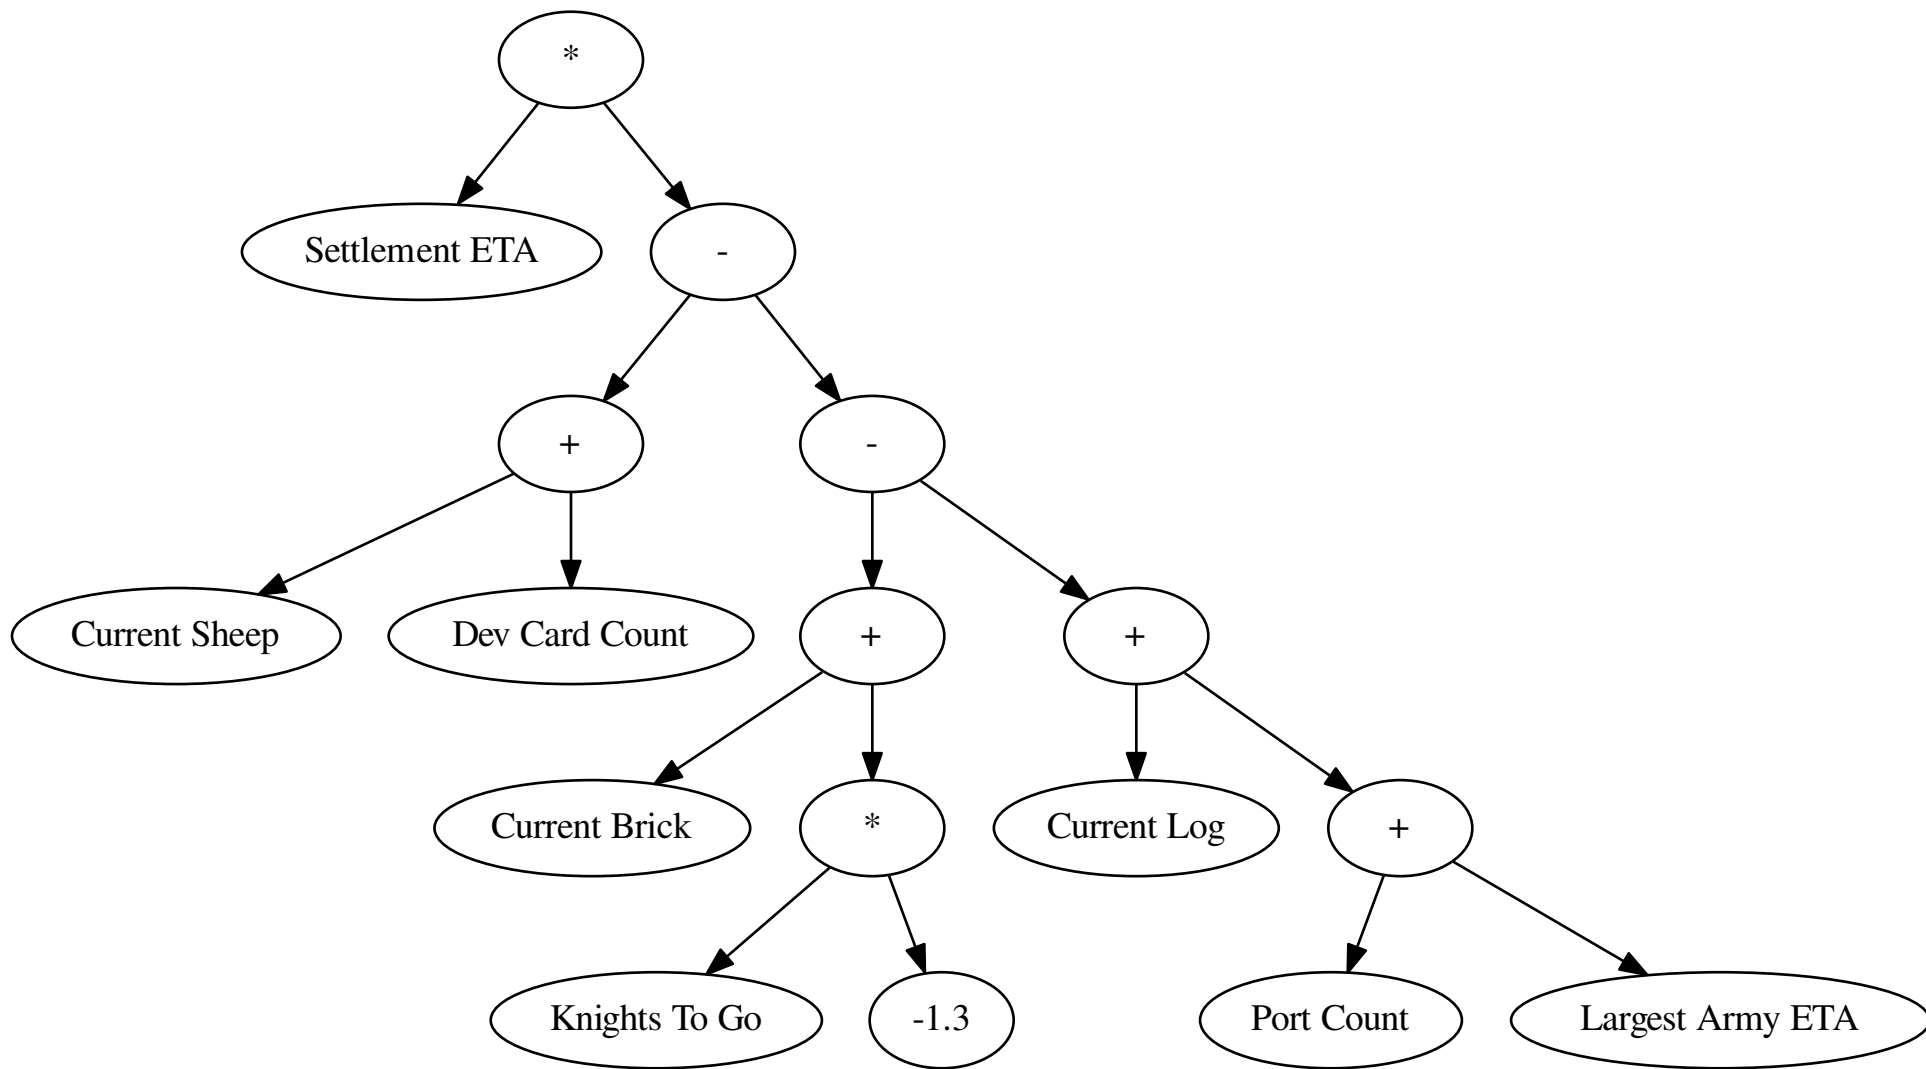 *
Settlement ETA
-
+
-
Current Sheep
Dev Card Count
+
+
Current Brick
*
Current Log
+
Knights To Go
-1.3
Port Count
Largest Army ETA